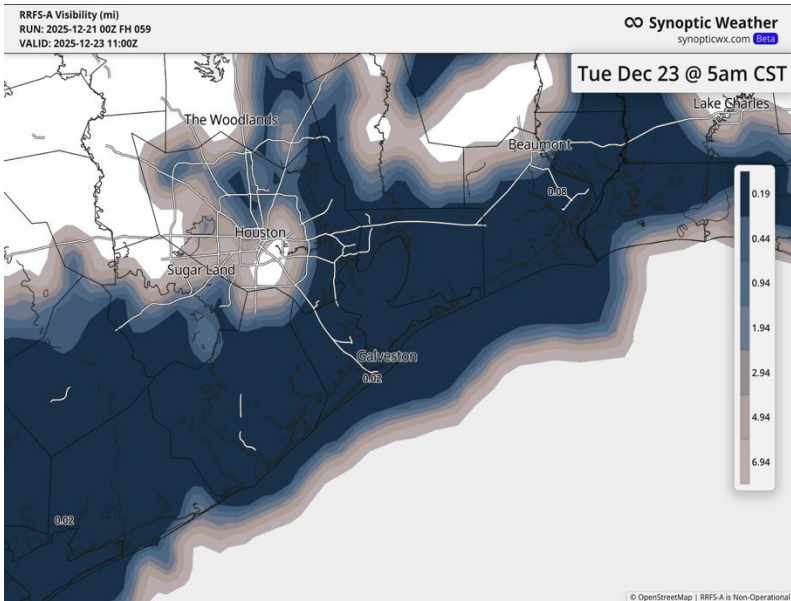 RRFS-A Visibility (mi)
RUN: 2025-12-21 00Z FH 059
VALID: 2025-12-23 11:00Z
Synoptic Weather
synopticwx.com Beta
Tue Dec 23 @ 5am CST
The Woodlands
Lake Charles
Beaumont
0.08
Houston
Sugar Land
Galveston
0.02
0.02
0.19
0.44
0.94
1.94
2.94
4.94
6.94
© OpenStreetMap | RRFS-A is Non-Operational